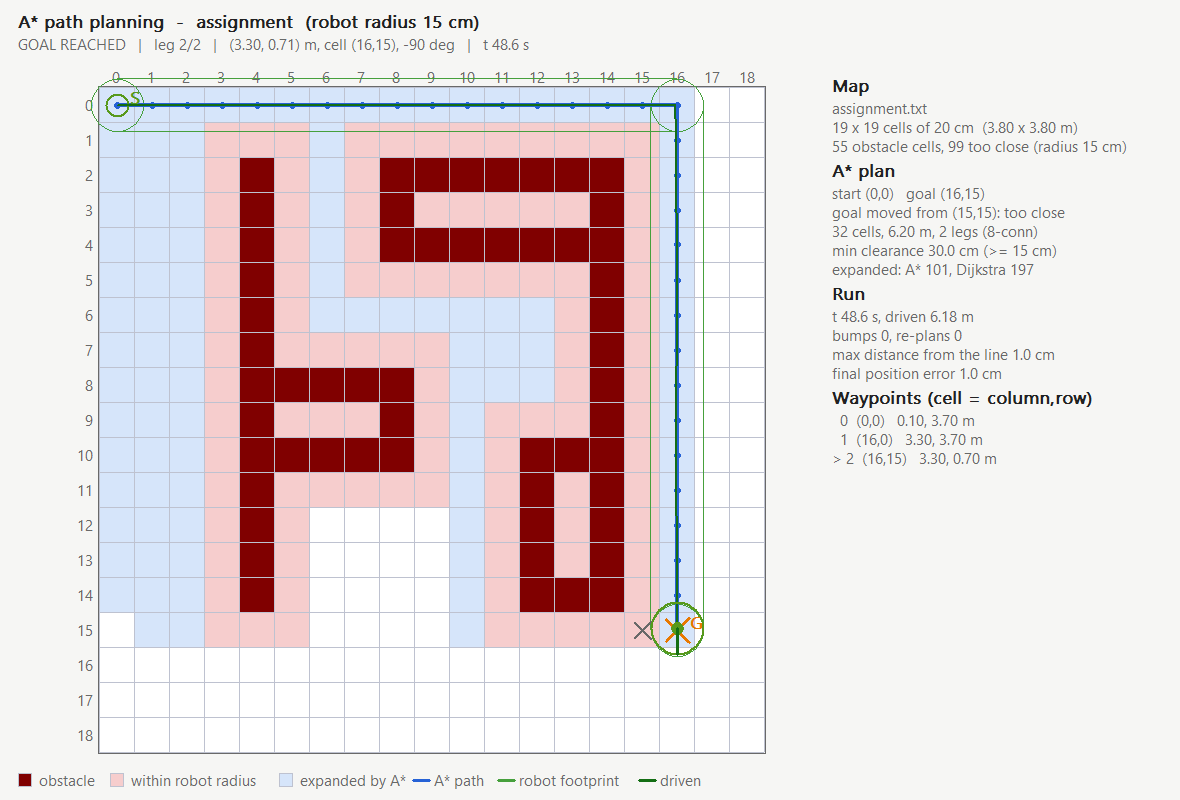 A* path planning - assignment (robot radius 15 cm)
GOAL REACHED | leg 2/2 | (3.30, 0.71) m, cell (16,15), -90 deg | t 48.6 s
0 1 2 3 4 5 6 7 8 9 10 11 12 13 14 15 16 17 18
S
0
1
2
3
4
5
6
7
8
9
10
11
12
13
14
15
G
16
17
18
obstacle within robot radius expanded by A* A* path robot footprint driven
Map
assignment.txt
19 x 19 cells of 20 cm (3.80 x 3.80 m)
55 obstacle cells, 99 too close (radius 15 cm)
A* plan
start (0,0) goal (16,15)
goal moved from (15,15): too close
32 cells, 6.20 m, 2 legs (8-conn)
min clearance 30.0 cm (>= 15 cm)
expanded: A* 101, Dijkstra 197
Run
t 48.6 s, driven 6.18 m
bumps 0, re-plans 0
max distance from the line 1.0 cm
final position error 1.0 cm
Waypoints (cell = column,row)
0 (0,0) 0.10, 3.70 m
1 (16,0) 3.30, 3.70 m
> 2 (16,15) 3.30, 0.70 m